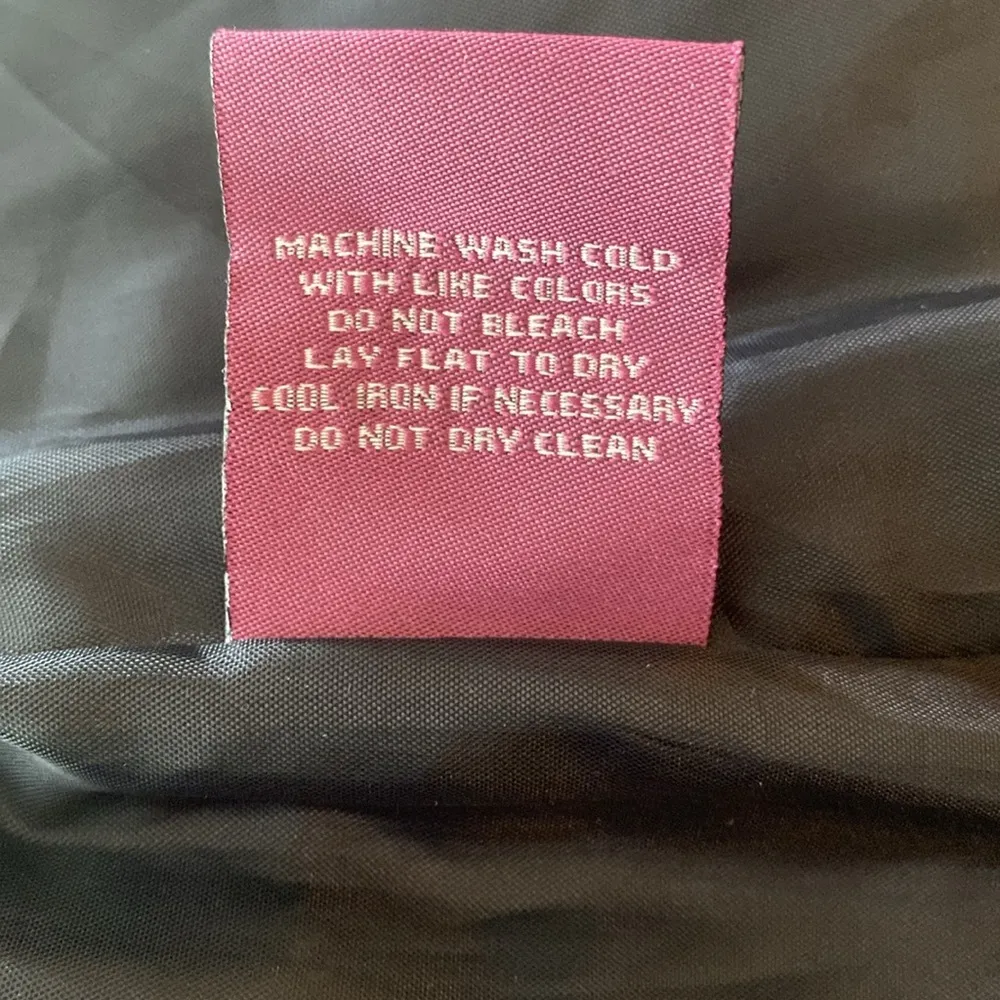 MACHINE WASH COLD
WITH LIKE COLORS
DO NOT BLEACH
LAY FLAT TO DRY
COOL IRON IF NECESSARY
DO NOT DRY CLEAN